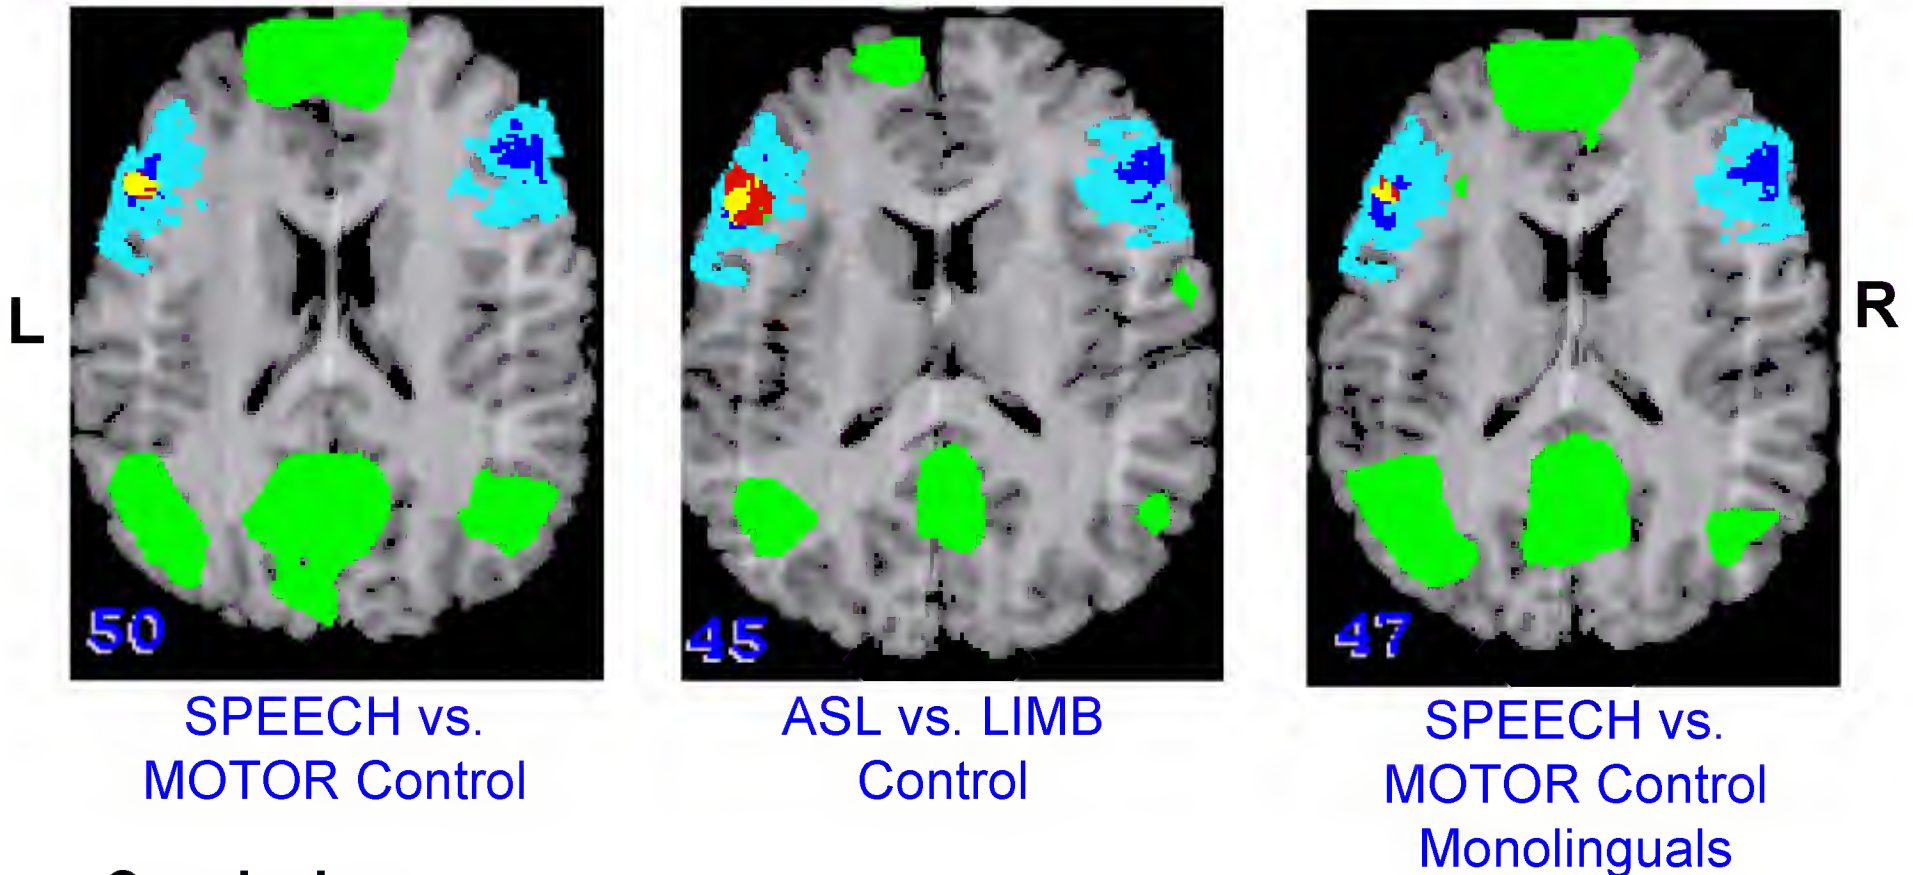 L
R
50
45
47
SPEECH vs.
MOTOR Control
ASL vs. LIMB
Control
SPEECH vs.
MOTOR Control
Monolinguals